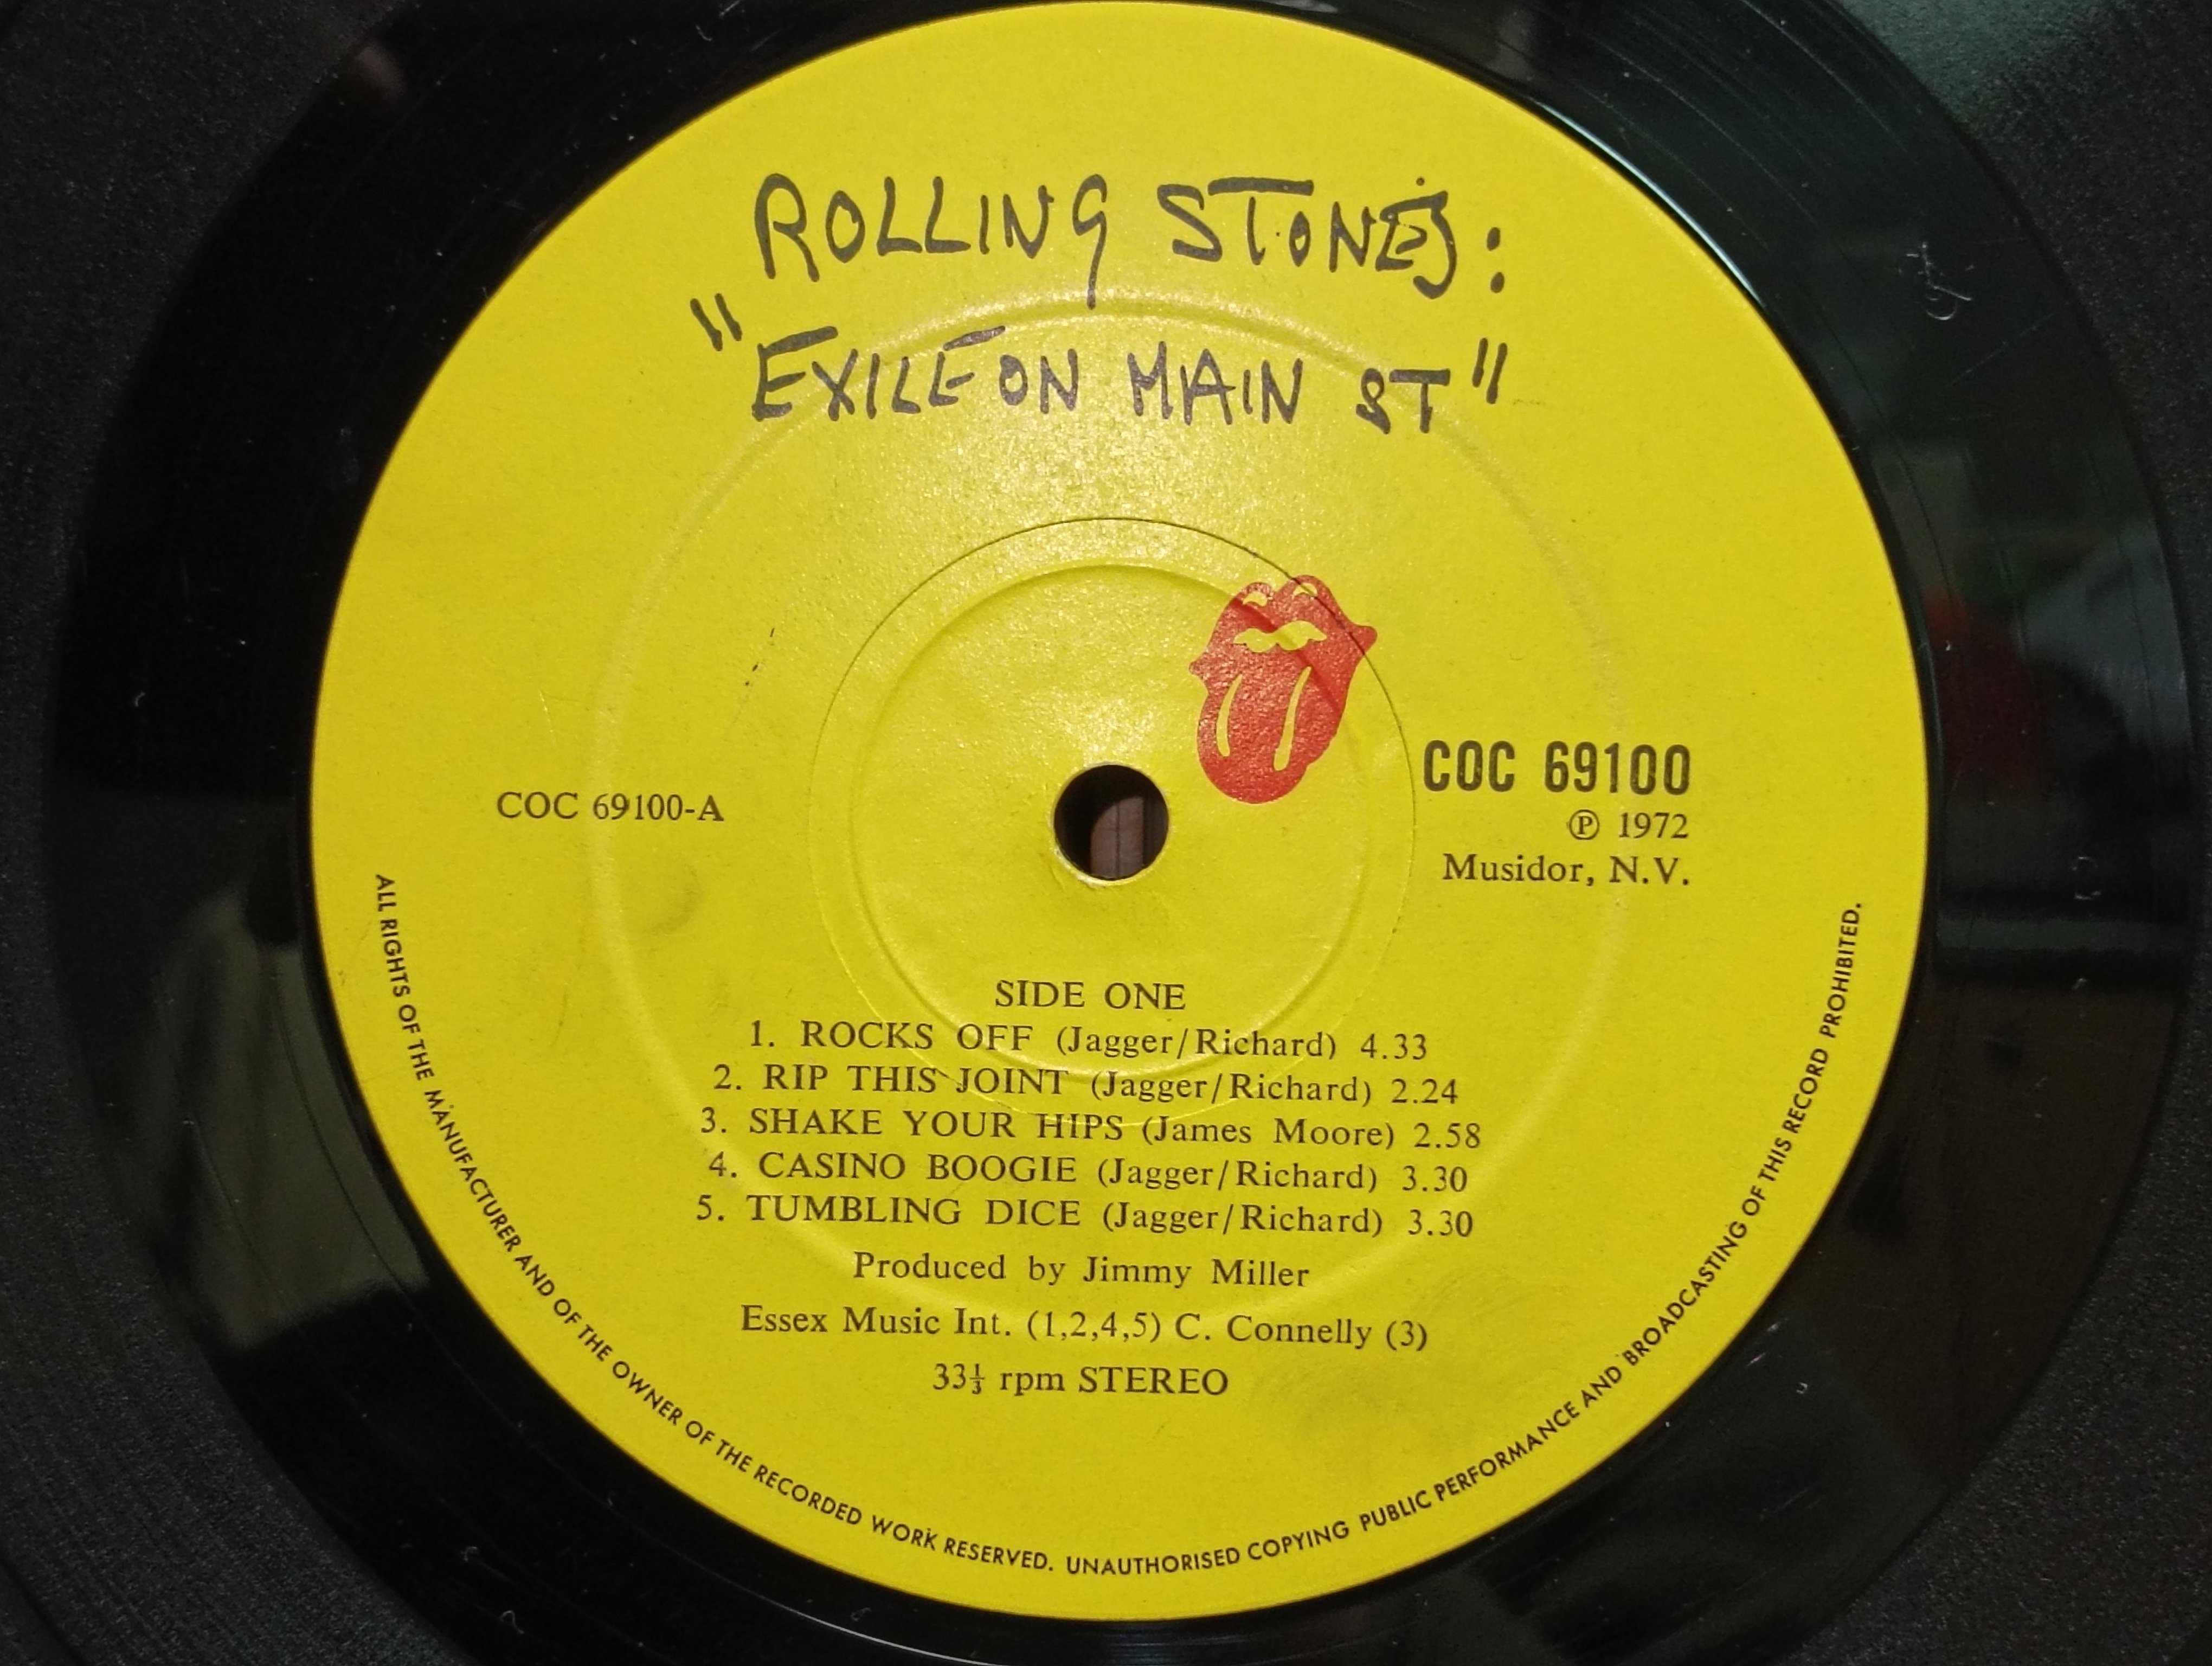 ROLLING STONES:
"EXILE ON MAIN ST"
COC 69100-A
COC 69100
℗ 1972
Musidor, N.V.
SIDE ONE
1. ROCKS OFF (Jagger/Richard) 4.33
2. RIP THIS JOINT (Jagger/Richard) 2.24
3. SHAKE YOUR HIPS (James Moore) 2.58
4. CASINO BOOGIE (Jagger/Richard) 3.30
5. TUMBLING DICE (Jagger/Richard) 3.30
Produced by Jimmy Miller
Essex Music Int. (1,2,4,5) C. Connelly (3)
33⅓ rpm STEREO
ALL RIGHTS OF THE MANUFACTURER AND OF THE OWNER OF THE RECORDED WORK RESERVED. UNAUTHORISED COPYING PUBLIC PERFORMANCE AND BROADCASTING OF THIS RECORD PROHIBITED.